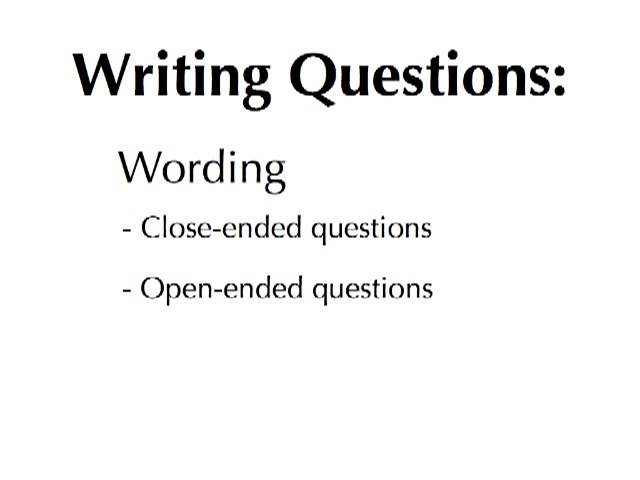 Writing Questions:
Wording
- Close-ended questions
- Open-ended questions